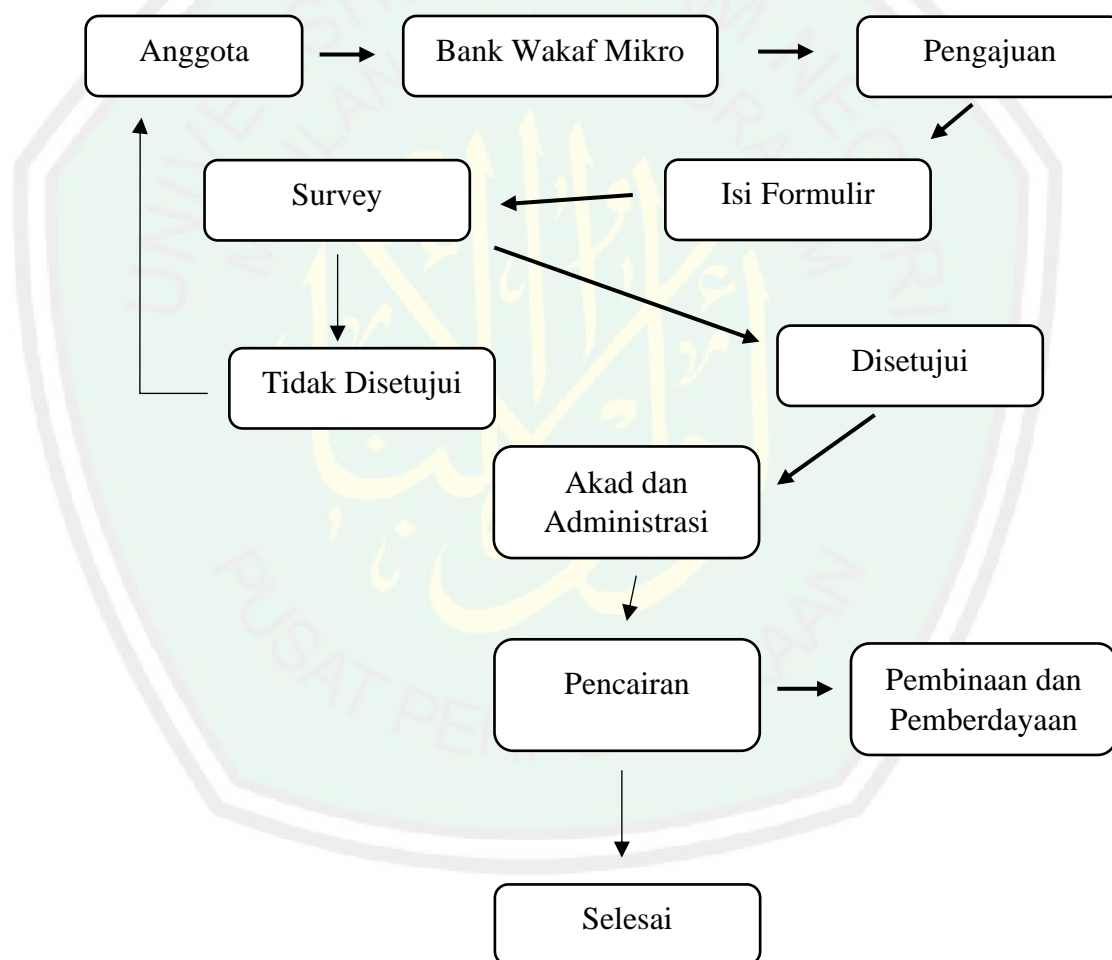 Anggota
Bank Wakaf Mikro
Pengajuan
Survey
Isi Formulir
Tidak Disetujui
Disetujui
Akad dan
Administrasi
Pencairan
Pembinaan dan
Pemberdayaan
Selesai